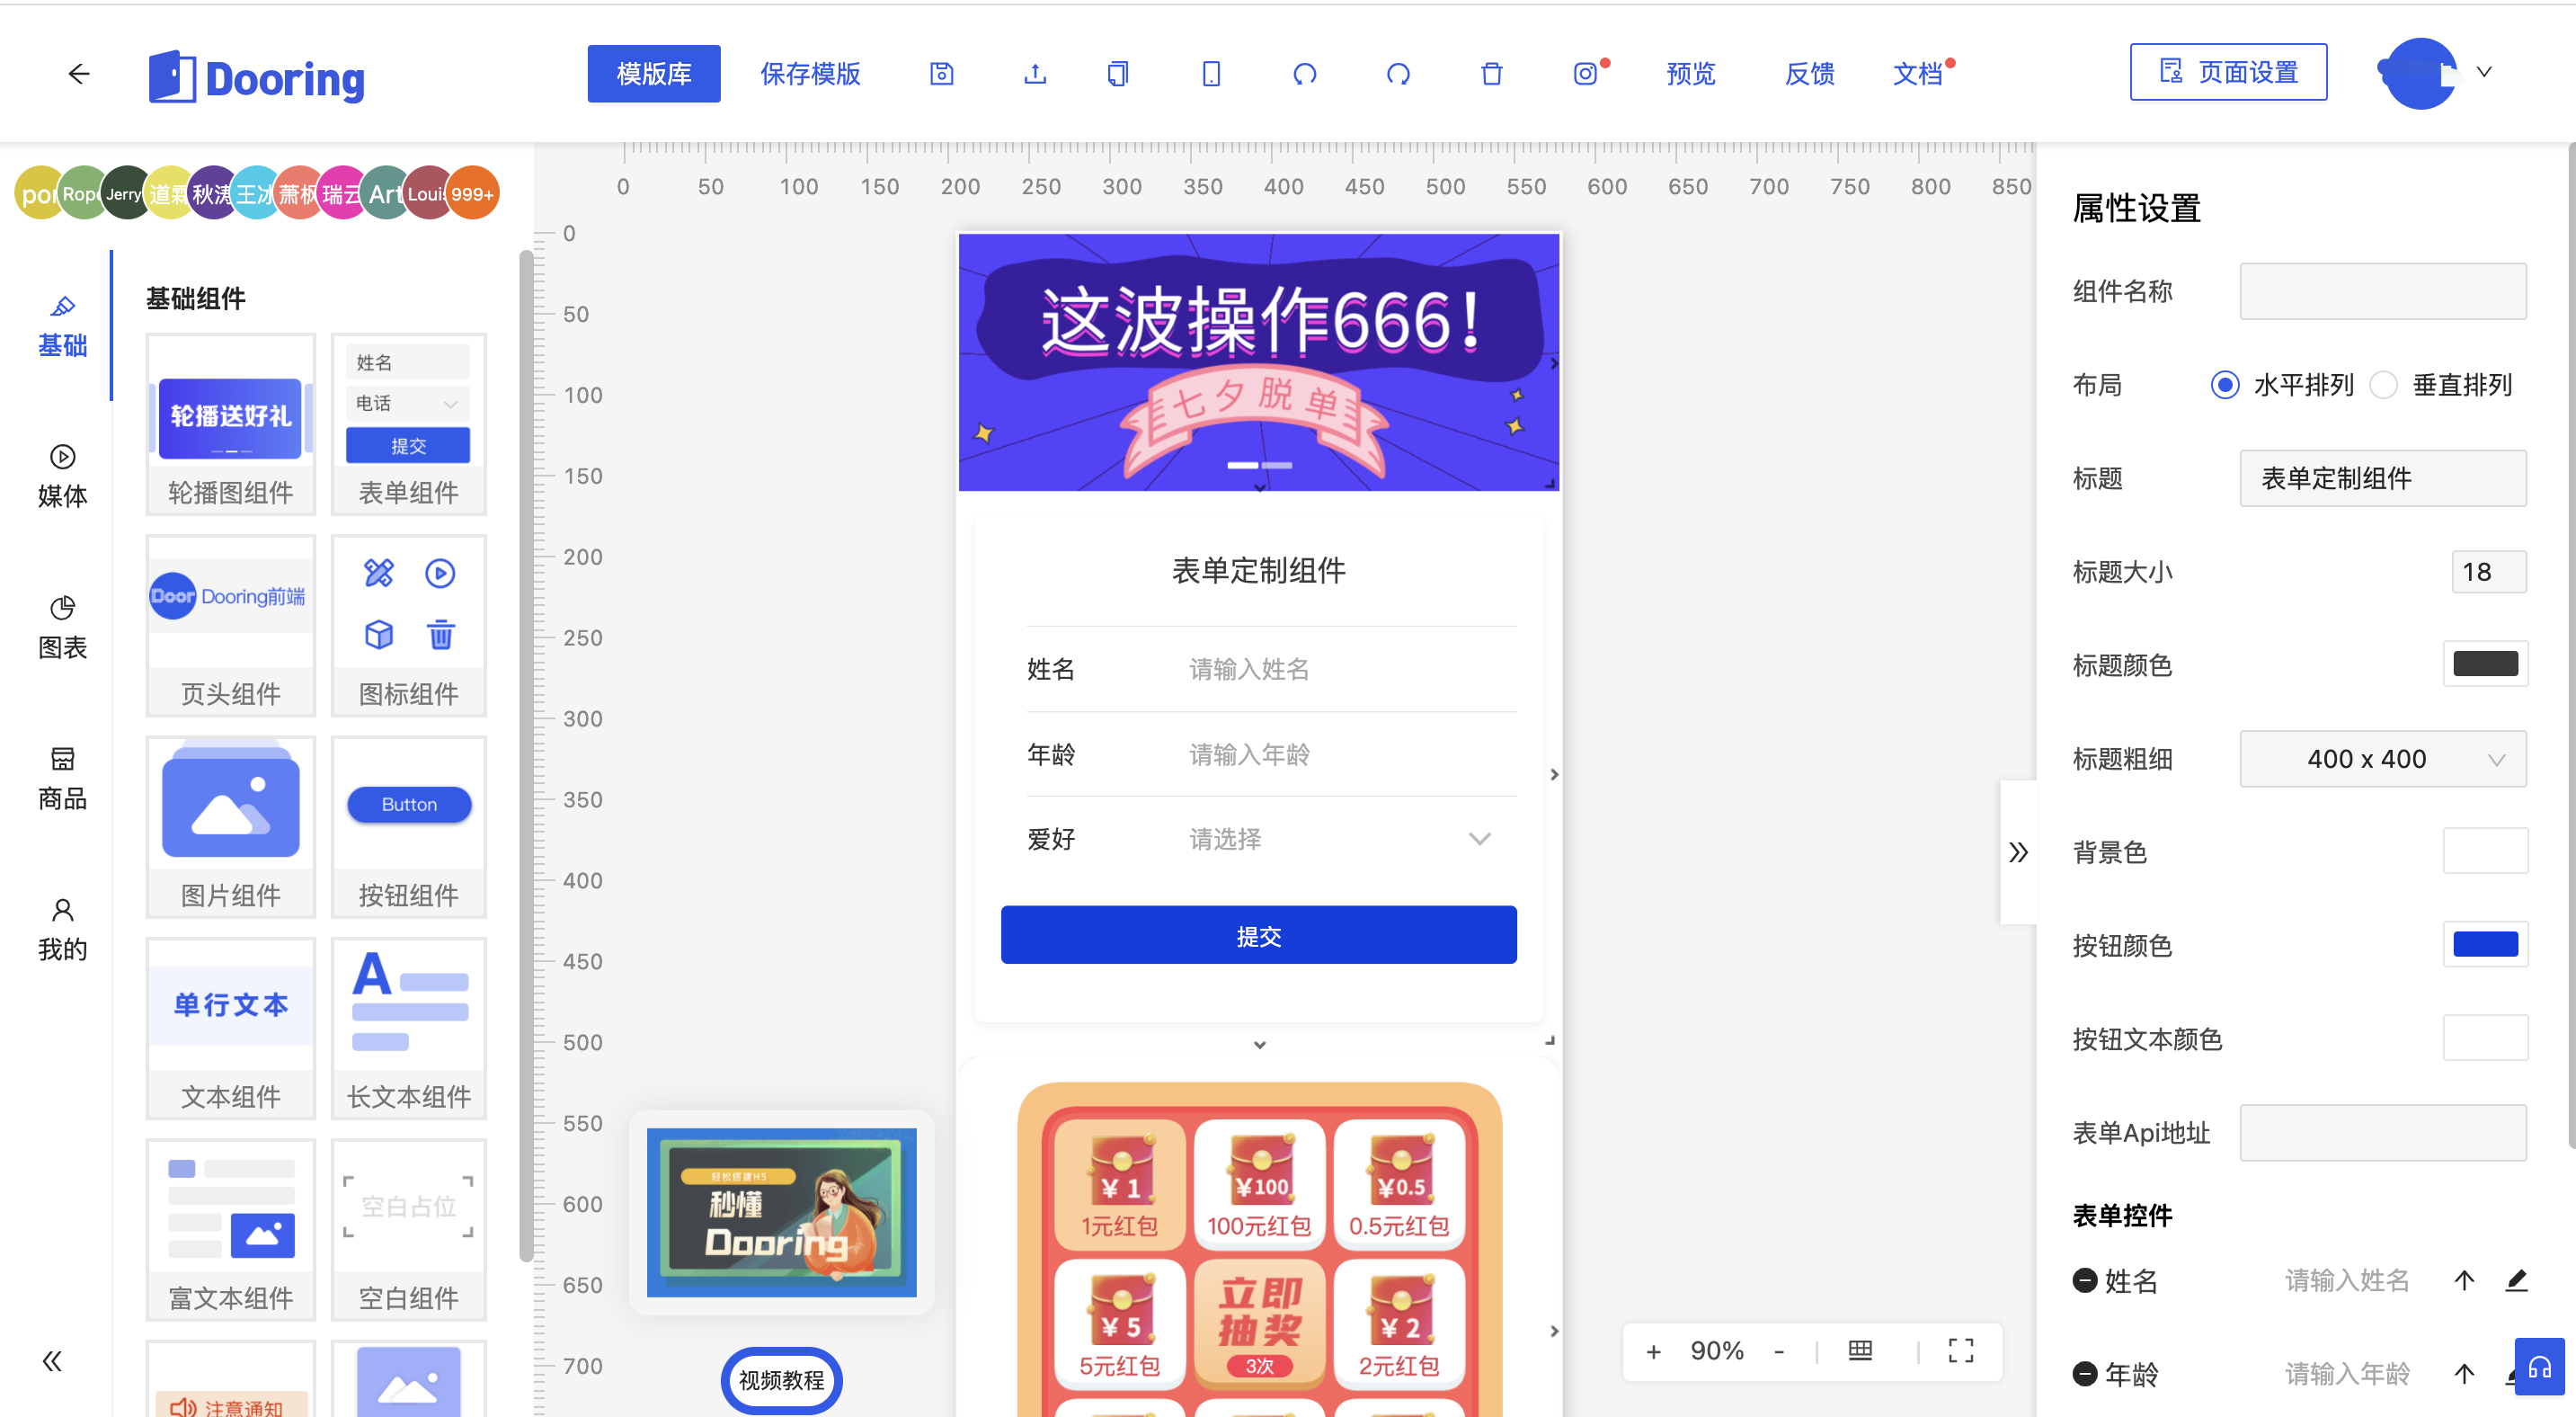 Dooring
模版库
保存模版
预览
反馈
文档
页面设置
Jerry
道霖
秋涛
瑞云
Art
999+
基础
媒体
图表
商品
我的
基础组件
轮播送好礼
轮播图组件
姓名
电话
提交
表单组件
Door Dooring前端
页头组件
图标组件
图片组件
Button
按钮组件
单行文本
文本组件
A
长文本组件
富文本组件
空白占位
空白组件
注意通知
0 50 100 150 200 250 300 350 400 450 500 550 600 650 700 750 800 850
0
50
100
150
200
250
300
350
400
450
500
550
600
650
700
这波操作666!
七夕脱单
表单定制组件
姓名 请输入姓名
年龄 请输入年龄
爱好 请选择
提交
¥1
1元红包
¥100
100元红包
¥0.5
0.5元红包
¥5
5元红包
立即
抽奖
3次
¥2
2元红包
轻松搭建H5
秒懂
Dooring
视频教程
+ 90% -
属性设置
组件名称
布局 水平排列 垂直排列
标题 表单定制组件
标题大小 18
标题颜色
标题粗细 400 x 400
背景色
按钮颜色
按钮文本颜色
表单Api地址
表单控件
姓名 请输入姓名
年龄 请输入年龄